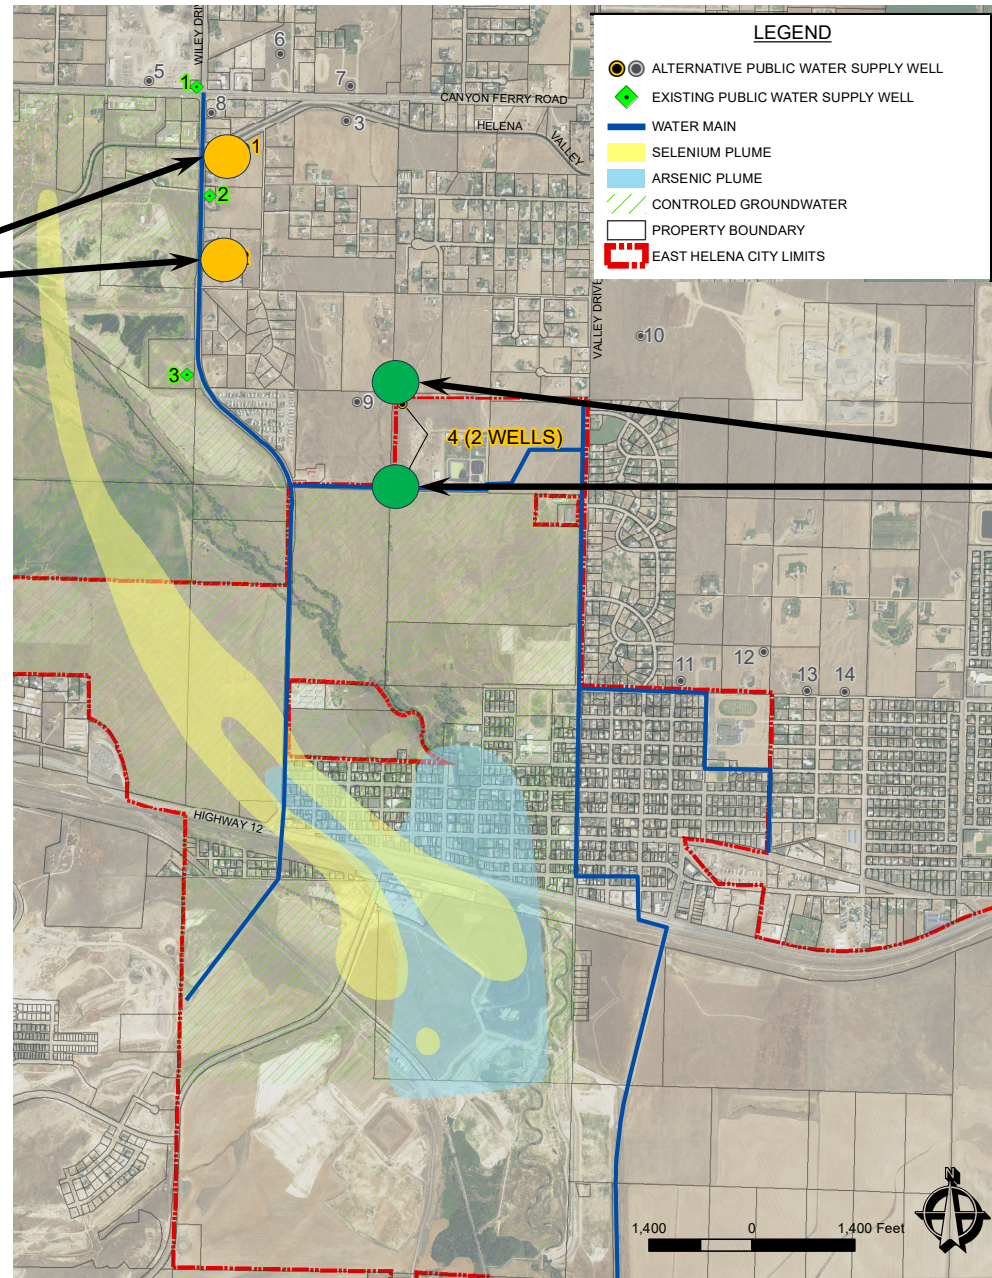 LEGEND
ALTERNATIVE PUBLIC WATER SUPPLY WELL
EXISTING PUBLIC WATER SUPPLY WELL
WATER MAIN
SELENIUM PLUME
ARSENIC PLUME
CONTROLED GROUNDWATER
PROPERTY BOUNDARY
EAST HELENA CITY LIMITS
WILEY DRI
6
5
1
7
CANYON FERRY ROAD
8
3
HELENA
VALLEY
1
2
VALLEY DRIVE
10
3
9
4 (2 WELLS)
11
12
13
14
HIGHWAY 12
N
1,400
0
1,400 Feet